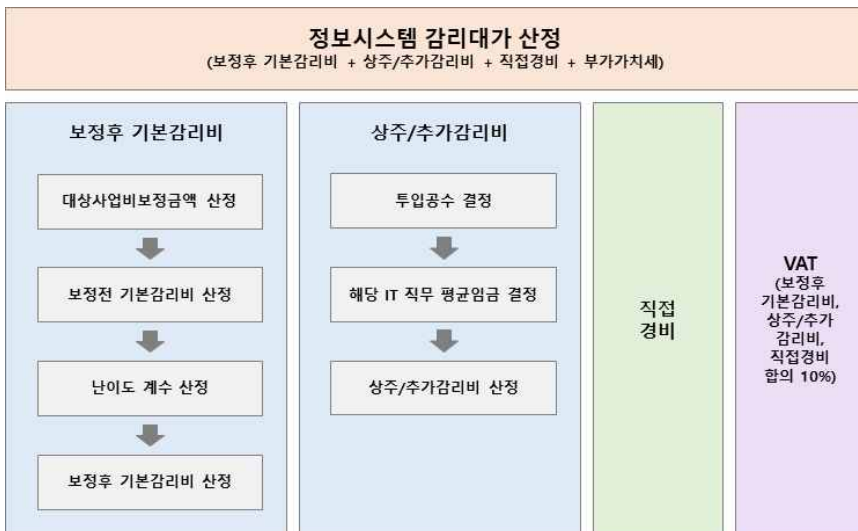 정보시스템 감리대가 산정
(보정후 기본감리비 + 상주/추가감리비 + 직접경비 + 부가가치세)
보정후 기본감리비
대상사업비보정금액 산정
보정전 기본감리비 산정
난이도 계수 산정
보정후 기본감리비 산정
상주/추가감리비
투입공수 결정
해당 IT 직무 평균임금 결정
상주/추가감리비 산정
직접
경비
VAT
(보정후
기본감리비,
상주/추가
감리비,
직접경비
합의 10%)